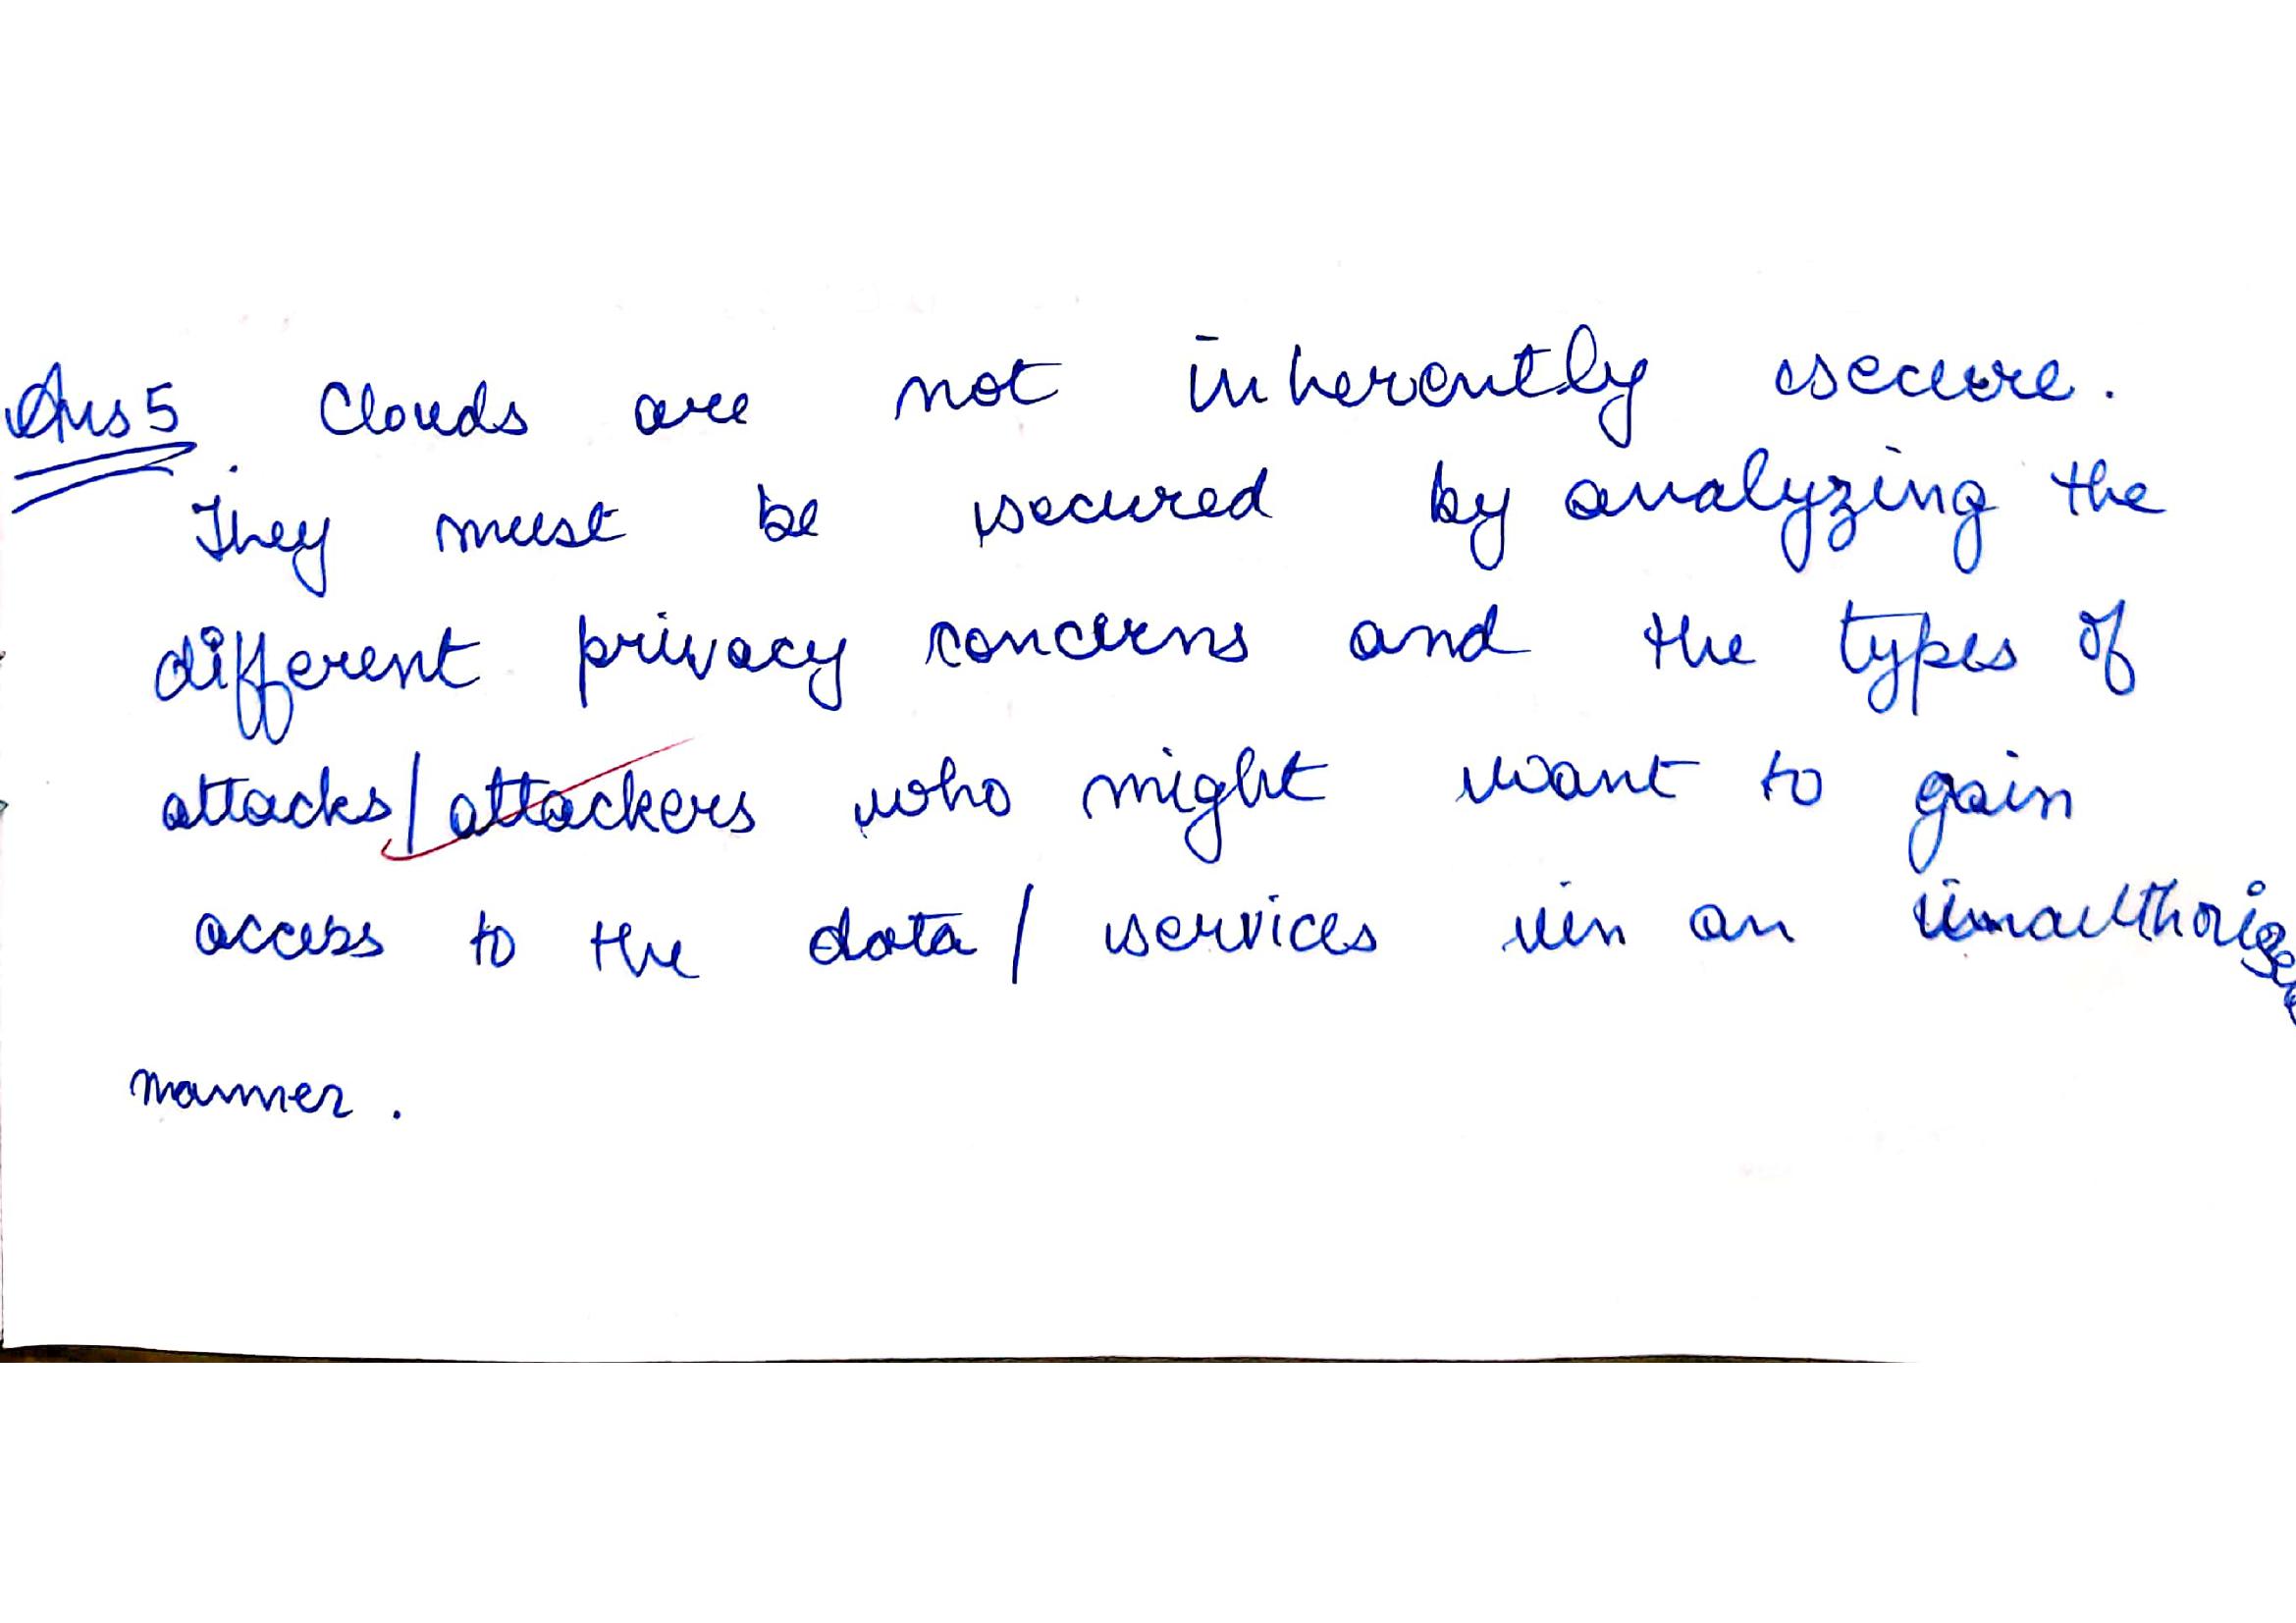 Ans 5 Clouds are not inherently secure.
They must be secured by analyzing the
different privacy concerns and the types of
attacks/attackers who might want to gain
access to the data/services in an unauthorized
manner.